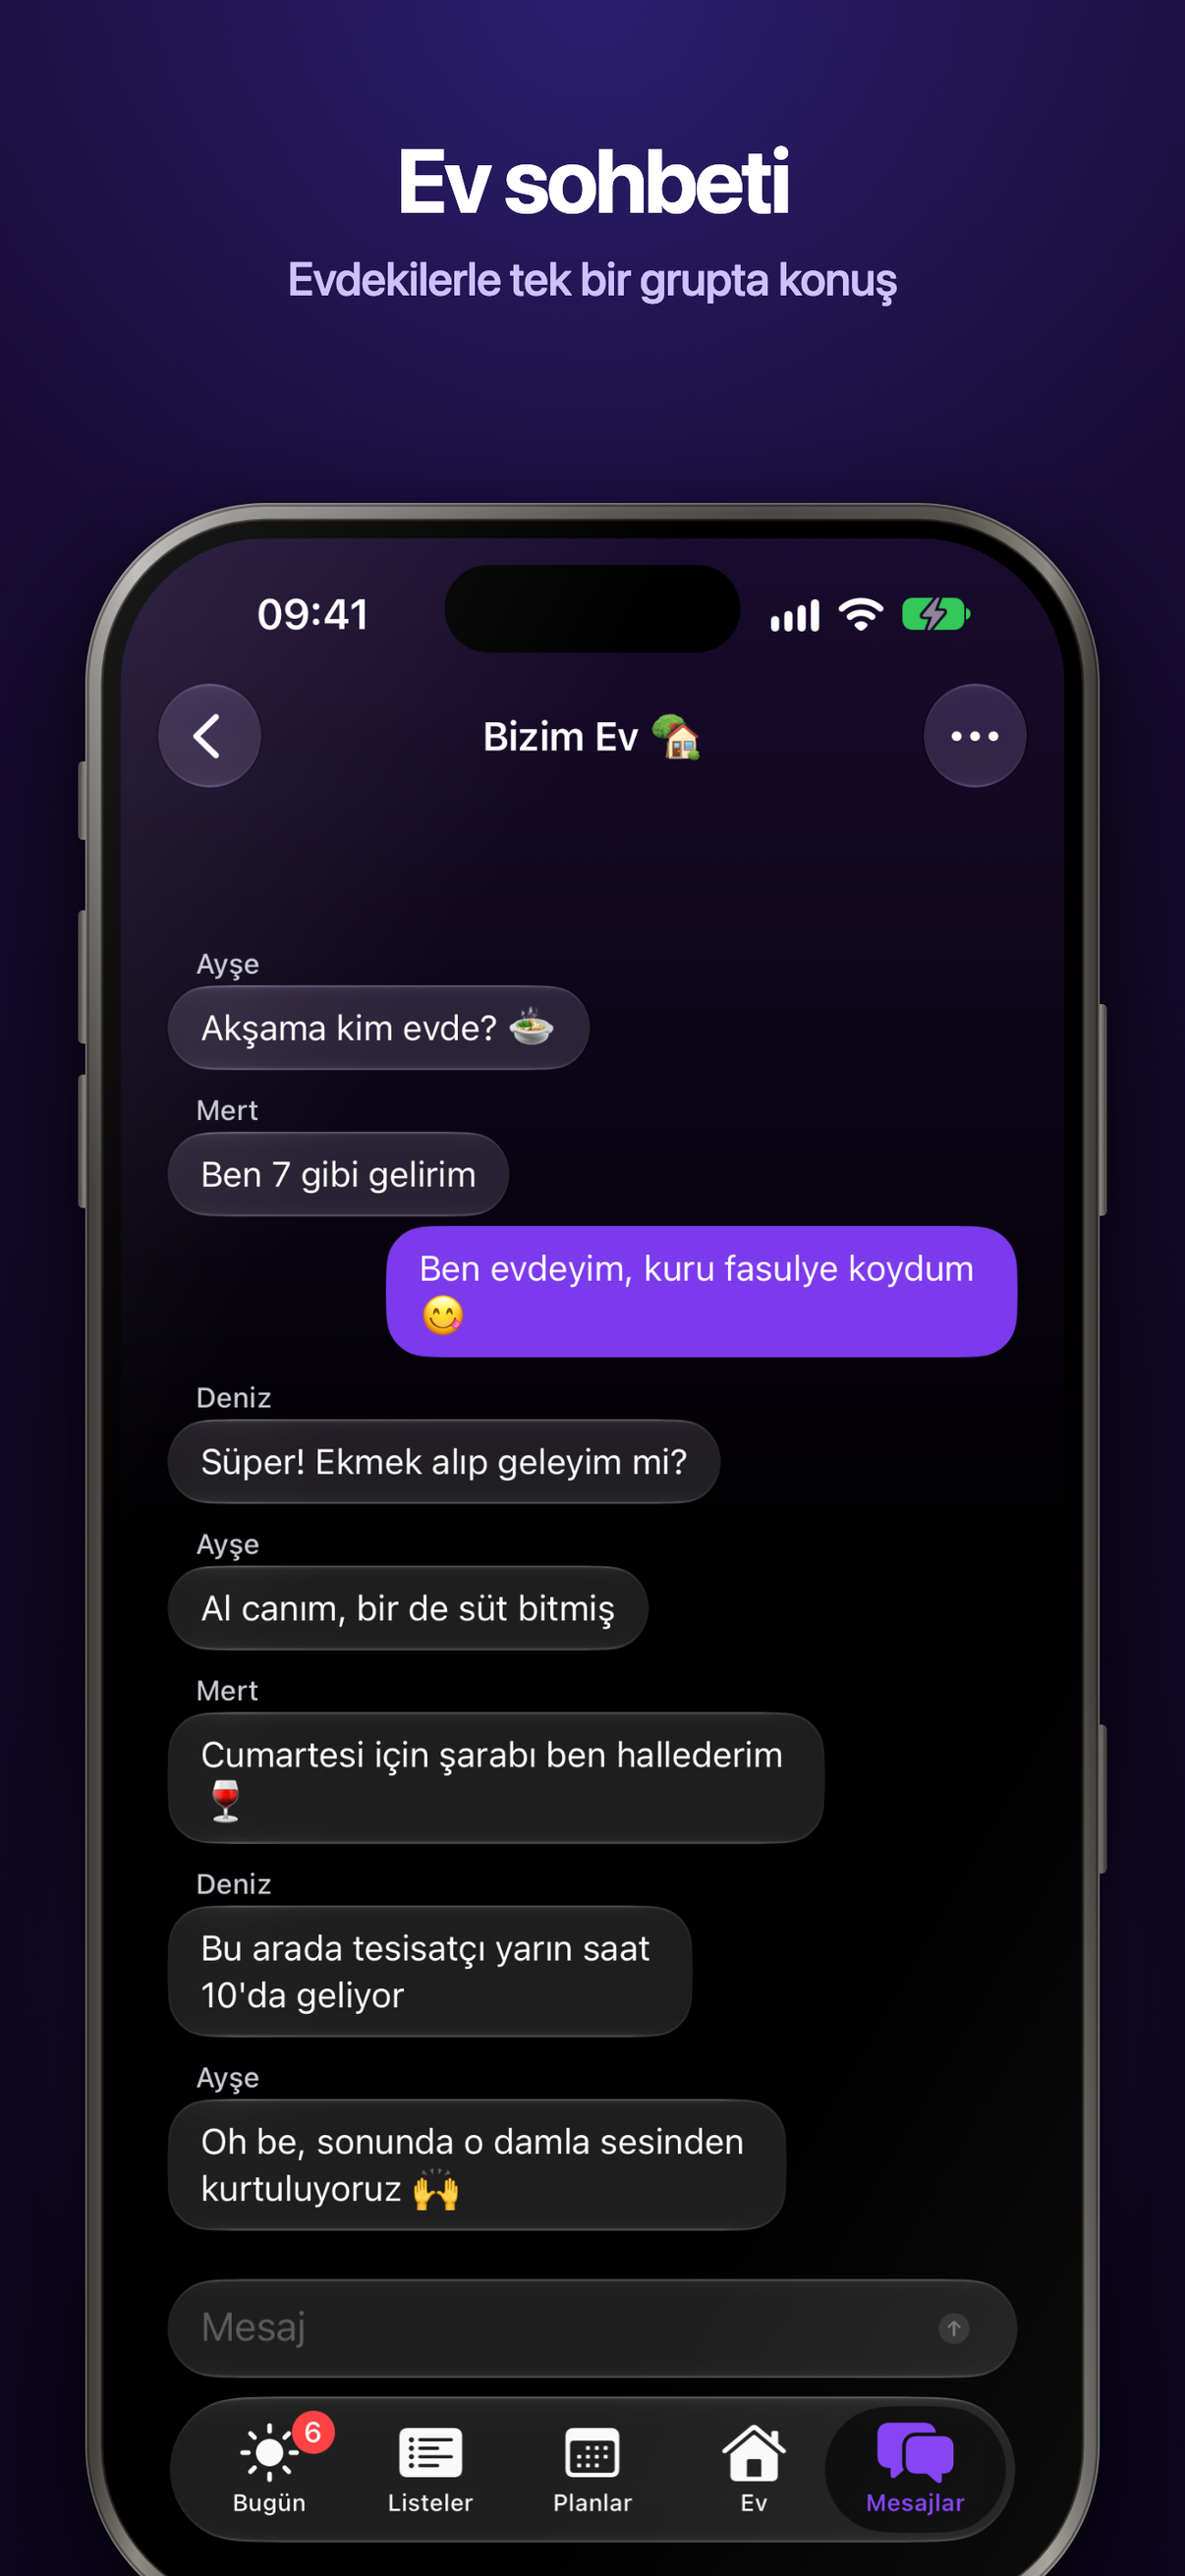 Ev sohbeti
Evdekilerle tek bir grupta konuş
09:41
Bizim Ev 🏡
Ayşe
Akşama kim evde? 🍲
Mert
Ben 7 gibi gelirim
Ben evdeyim, kuru fasulye koydum
😋
Deniz
Süper! Ekmek alıp geleyim mi?
Ayşe
Al canım, bir de süt bitmiş
Mert
Cumartesi için şarabı ben hallederim
🍷
Deniz
Bu arada tesisatçı yarın saat
10'da geliyor
Ayşe
Oh be, sonunda o damla sesinden
kurtuluyoruz 🙌
Mesaj
6
Bugün
Listeler
Planlar
Ev
Mesajlar